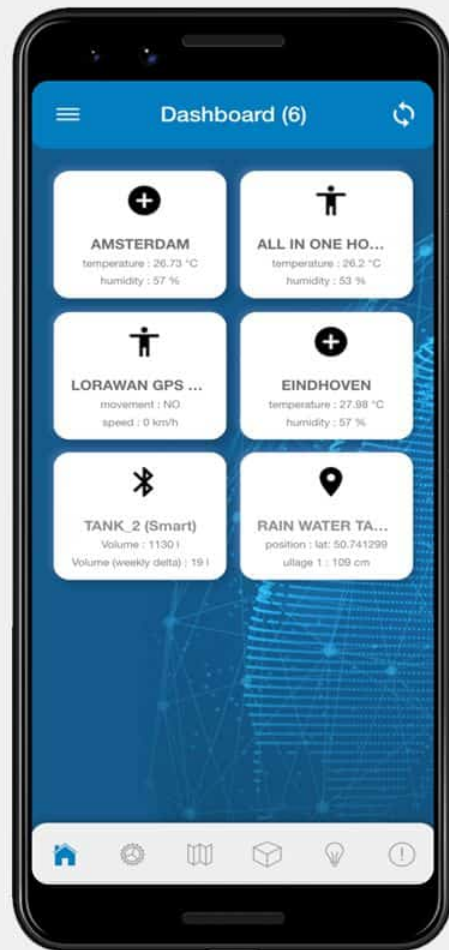 Dashboard (6)
AMSTERDAM
temperature : 26.73 °C
humidity : 57 %
ALL IN ONE HO...
temperature : 26.2 °C
humidity : 53 %
LORAWAN GPS ...
movement : NO
speed : 0 km/h
EINDHOVEN
temperature : 27.98 °C
humidity : 57 %
TANK_2 (Smart)
Volume : 1130 l
Volume (weekly delta) : 19 l
RAIN WATER TA...
position : lat: 50.741299
ullage 1 : 109 cm